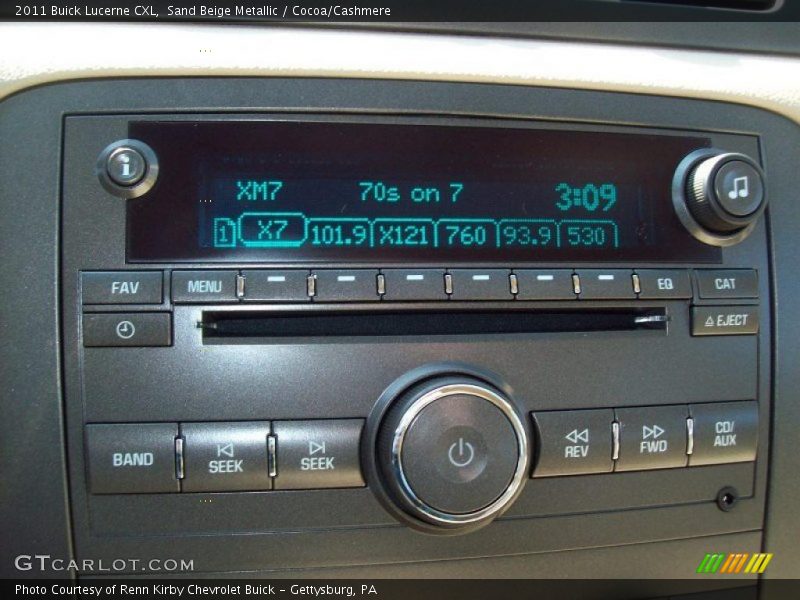 2011 Buick Lucerne CXL,  Sand Beige Metallic / Cocoa/Cashmere
i
XM7 70s on 7 3:09
1 X7 101.9 X121 760 93.9 530
FAV MENU EQ CAT
EJECT
BAND SEEK SEEK REV FWD CD/AUX
GTCARLOT.COM
Photo Courtesy of Renn Kirby Chevrolet Buick – Gettysburg, PA